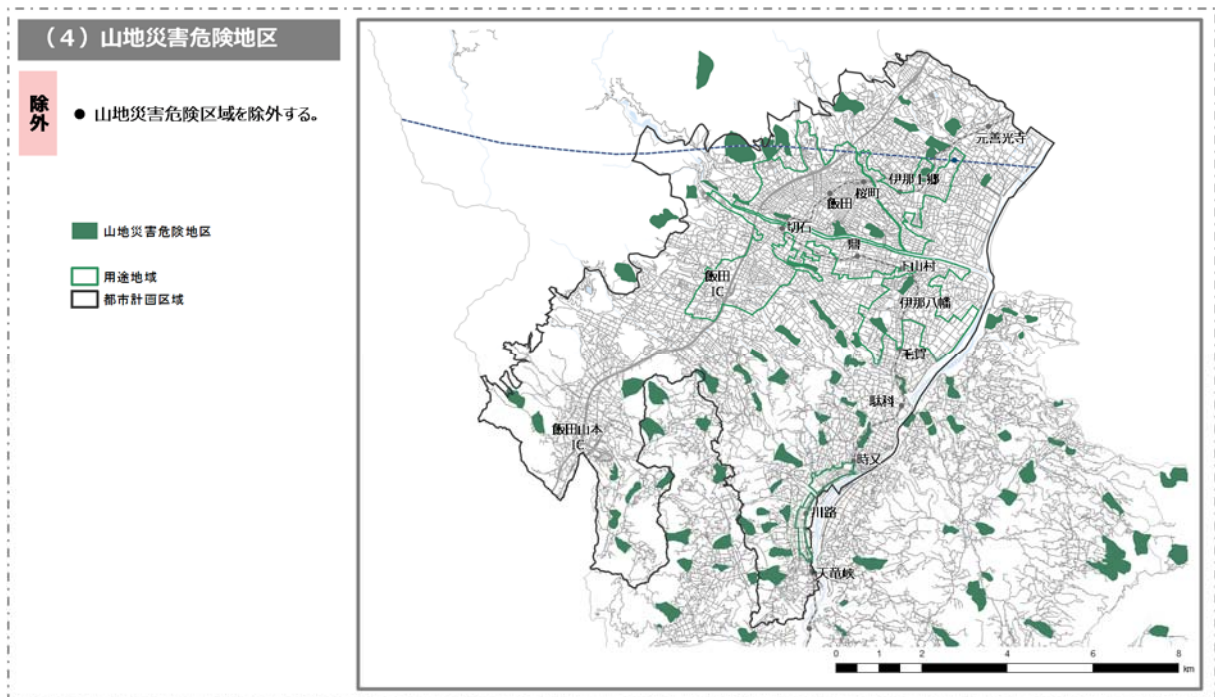 (4)山地災害危険地区
除外
● 山地災害危険区域を除外する。
山地災害危険地区
用途地域
都市計画区域
元善光寺
伊那上郷
桜町
飯田
切石
鼎
下山村
飯田
IC
伊那八幡
毛賀
駄科
飯田山本
IC
時又
川路
天竜峡
0 1 2 4 6 8
km